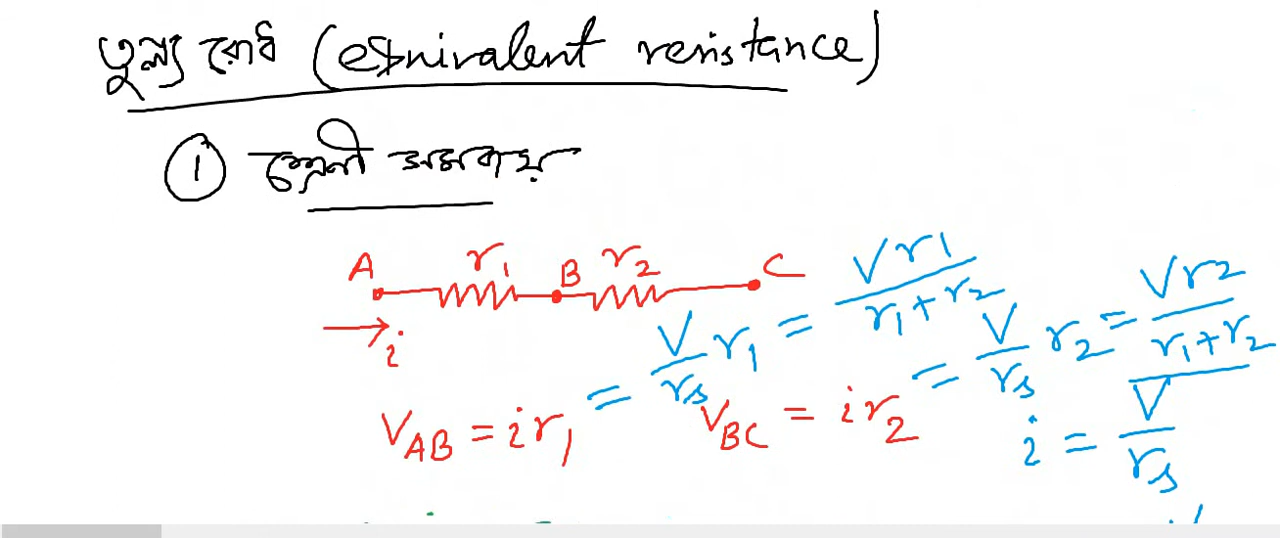 তুল্য রোধ (equivalent resistance)
① শ্রেণী সমবায়
A r₁ B r₂ C
i
V_AB = ir₁ = V/r_s r₁ = Vr₁/(r₁+r₂)
V_BC = ir₂ = V/r_s r₂ = Vr₂/(r₁+r₂)
i = V/r_s